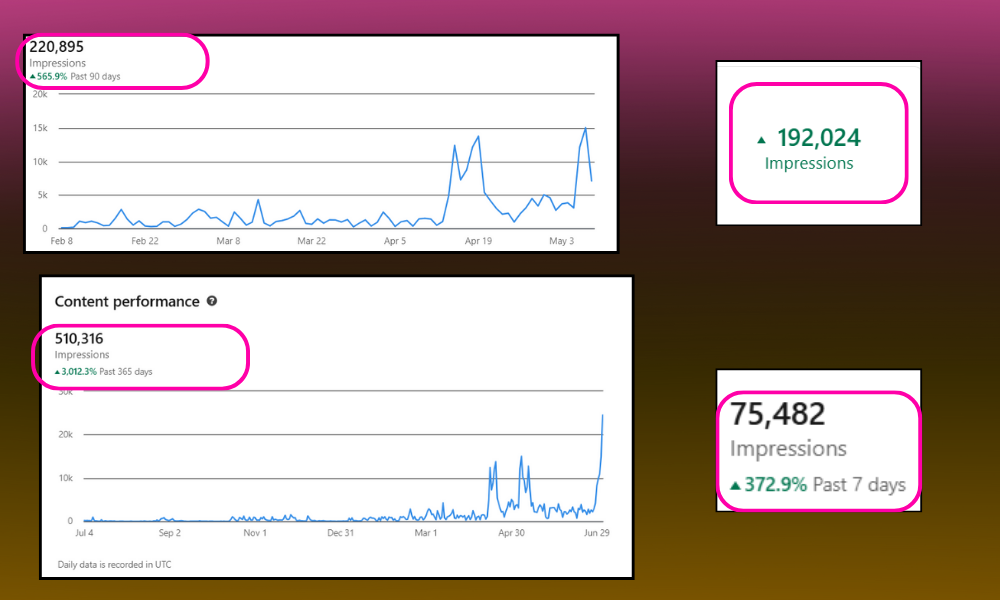 220,895
Impressions
▲565.9% Past 90 days
20k
15k
10k
5k
0
Feb 8 Feb 22 Mar 8 Mar 22 Apr 5 Apr 19 May 3
▲ 192,024
Impressions
Content performance ?
510,316
Impressions
▲3,012.3% Past 365 days
30k
20k
10k
0
Jul 4 Sep 2 Nov 1 Dec 31 Mar 1 Apr 30 Jun 29
Daily data is recorded in UTC
75,482
Impressions
▲372.9% Past 7 days